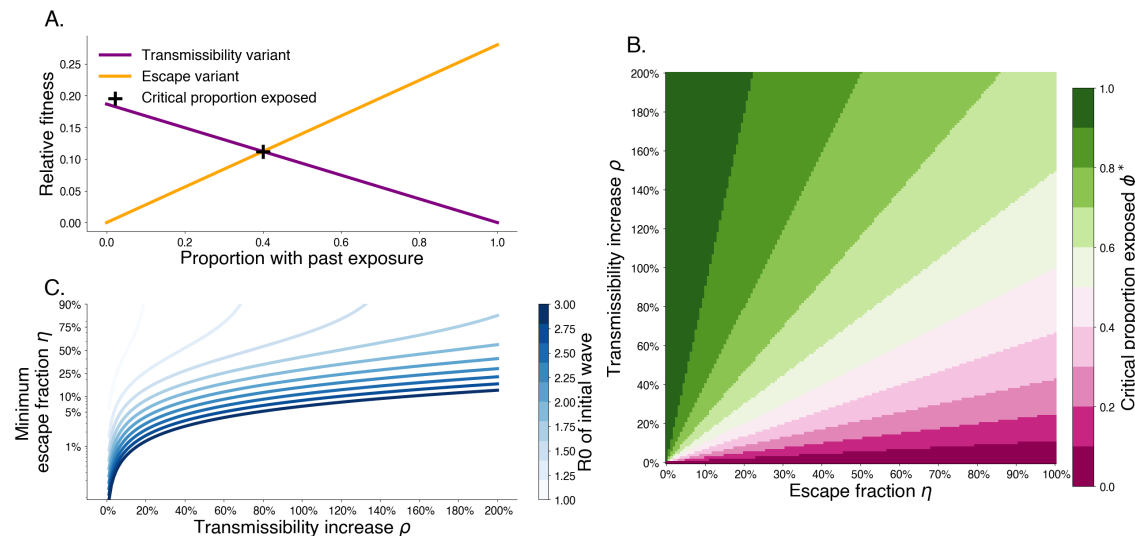 A.
Relative fitness
0.25
0.20
0.15
0.10
0.05
0.00
Transmissibility variant
Escape variant
Critical proportion exposed
0.0 0.2 0.4 0.6 0.8 1.0
Proportion with past exposure
B.
Transmissibility increase ρ
200%
180%
160%
140%
120%
100%
80%
60%
40%
20%
0%
0% 10% 20% 30% 40% 50% 60% 70% 80% 90% 100%
Escape fraction η
1.0
0.8
0.6
0.4
0.2
0.0
Critical proportion exposed ϕ*
C.
Minimum
escape fraction η
90%
75%
50%
25%
10%
5%
1%
0% 20% 40% 60% 80% 100% 120% 140% 160% 180% 200%
Transmissibility increase ρ
3.00
2.75
2.50
2.25
2.00
1.75
1.50
1.25
1.00
R0 of initial wave